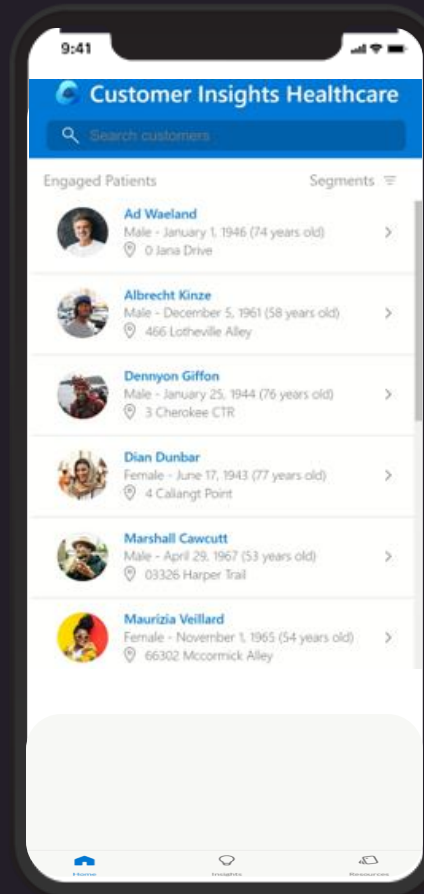 9:41
Customer Insights Healthcare
Search customers
Engaged Patients Segments
Ad Waeland
Male - January 1, 1946 (74 years old)
0 Jana Drive
Albrecht Kinze
Male - December 5, 1961 (58 years old)
466 Lotheville Alley
Dennyon Giffon
Male - January 25, 1944 (76 years old)
3 Cherokee CTR
Dian Dunbar
Female - June 17, 1943 (77 years old)
4 Caliangt Point
Marshall Cawcutt
Male - April 29, 1967 (53 years old)
03326 Harper Trail
Maurizia Veillard
Female - November 1, 1965 (54 years old)
66302 Mccormick Alley
Home Insights Resources